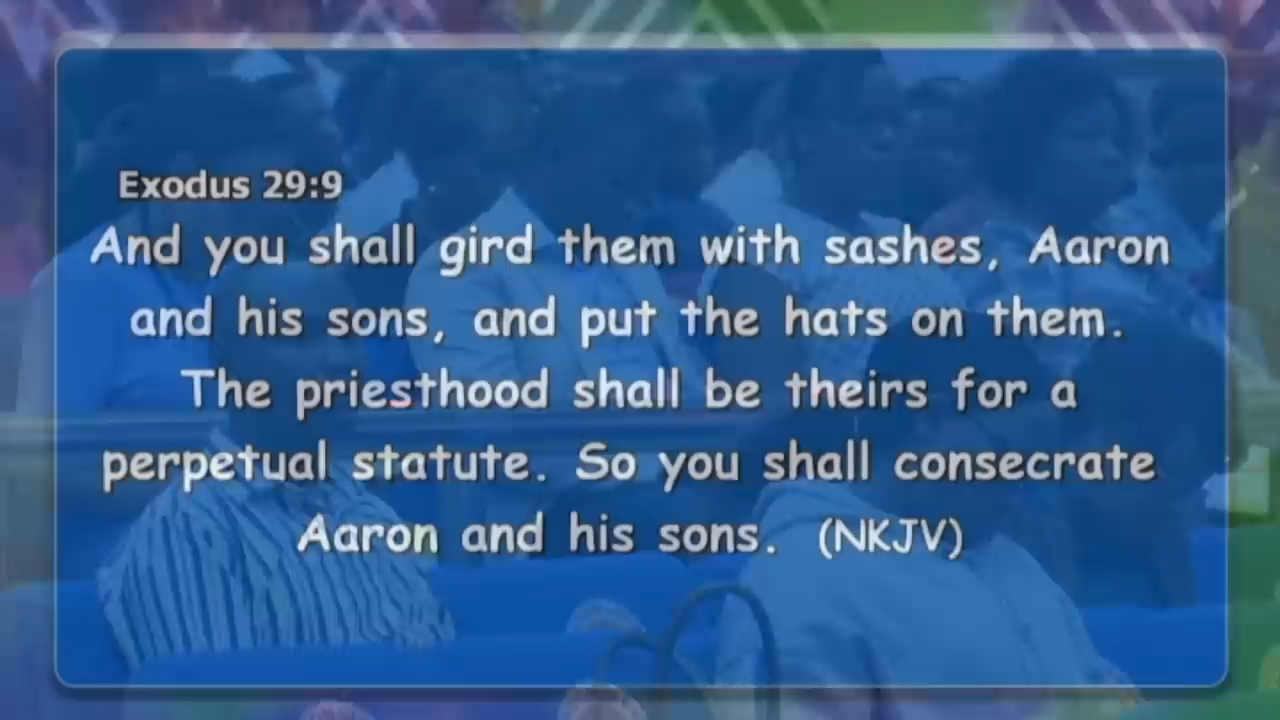 Exodus 29:9
And you shall gird them with sashes, Aaron
and his sons, and put the hats on them.
The priesthood shall be theirs for a
perpetual statute. So you shall consecrate
Aaron and his sons. (NKJV)